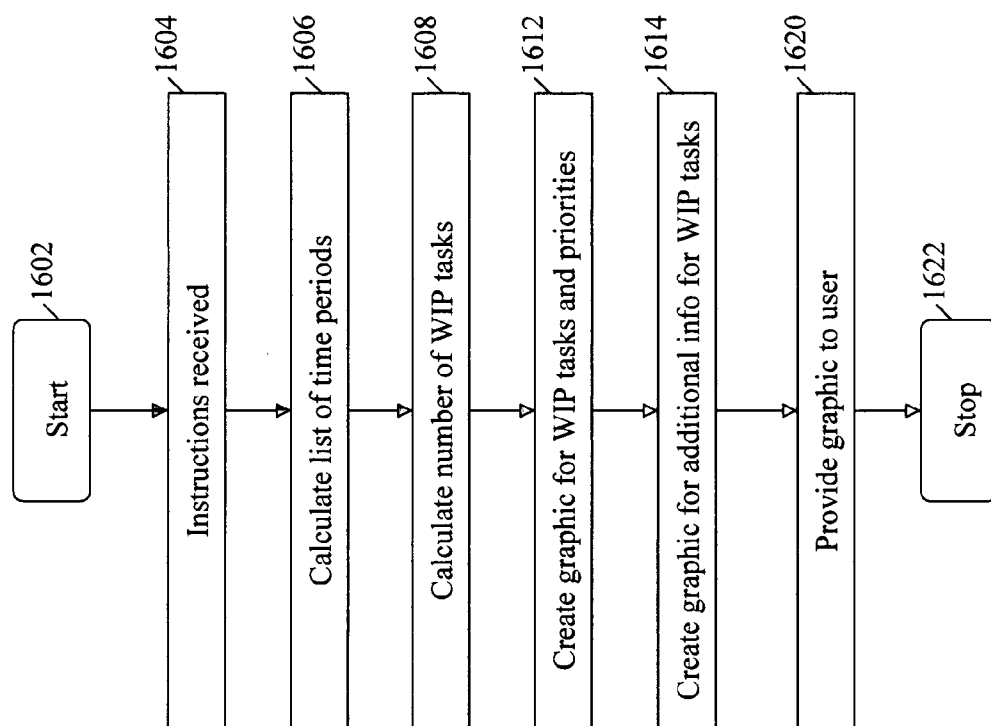 Start
1602
Instructions received
1604
Calculate list of time periods
1606
Calculate number of WIP tasks
1608
Create graphic for WIP tasks and priorities
1612
Create graphic for additional info for WIP tasks
1614
Provide graphic to user
1620
Stop
1622